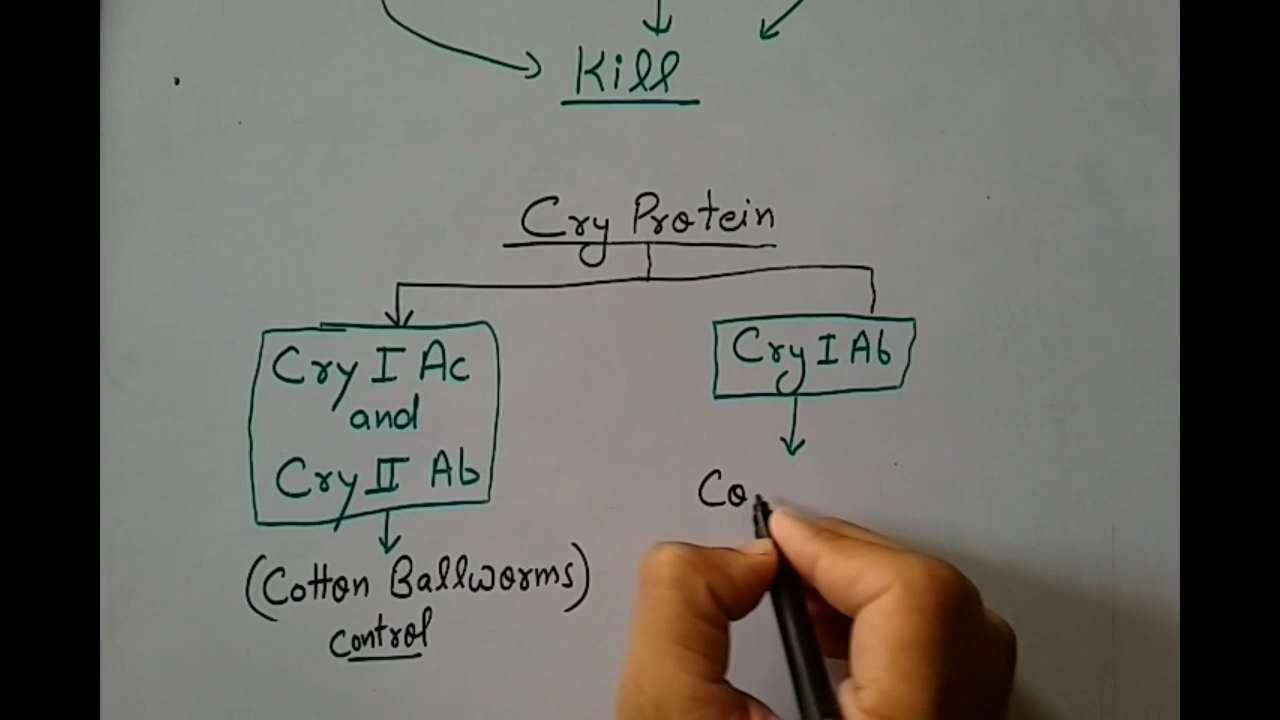 Kill
Cry Protein
Cry I Ac
and
Cry II Ab
(Cotton Ballworms)
control
Cry I Ab
Co